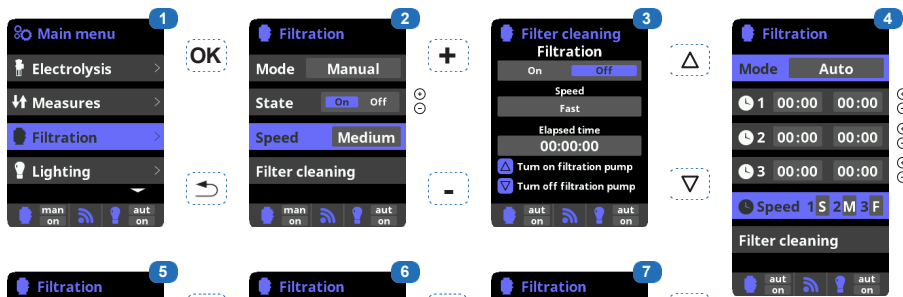 1
Main menu
Electrolysis
Measures
Filtration
Lighting
man on
aut on
OK
2
Filtration
Mode Manual
State On Off
Speed Medium
Filter cleaning
man on
aut on
+
-
3
Filter cleaning
Filtration
On Off
Speed
Fast
Elapsed time
00:00:00
Turn on filtration pump
Turn off filtration pump
aut on
aut on
4
Filtration
Mode Auto
1 00:00 00:00
2 00:00 00:00
3 00:00 00:00
Speed 1 S 2 M 3 F
Filter cleaning
aut on
aut on
5
Filtration
6
Filtration
7
Filtration